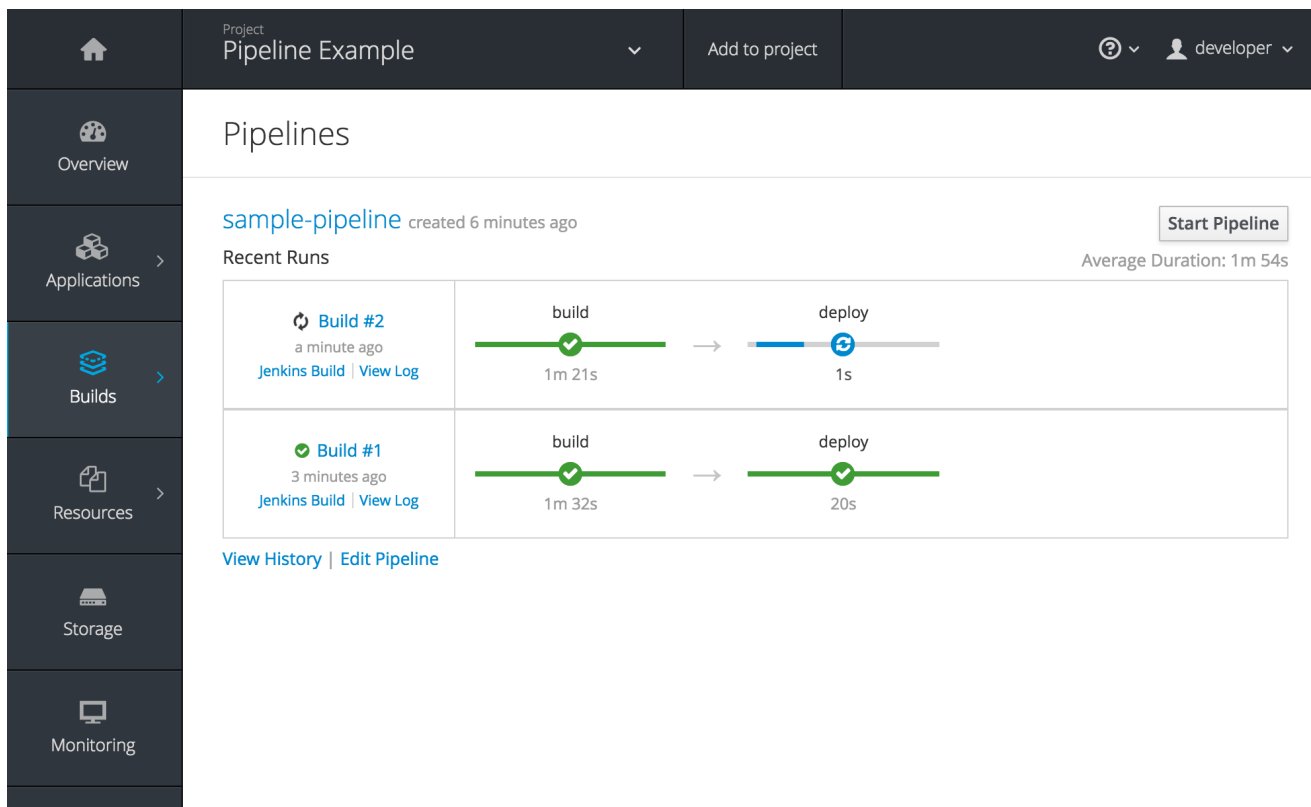 Project
Pipeline Example
Add to project
developer
Overview
Applications
Builds
Resources
Storage
Monitoring
Pipelines
sample-pipeline created 6 minutes ago
Start Pipeline
Recent Runs
Average Duration: 1m 54s
Build #2
a minute ago
Jenkins Build | View Log
build
1m 21s
deploy
1s
Build #1
3 minutes ago
Jenkins Build | View Log
build
1m 32s
deploy
20s
View History | Edit Pipeline